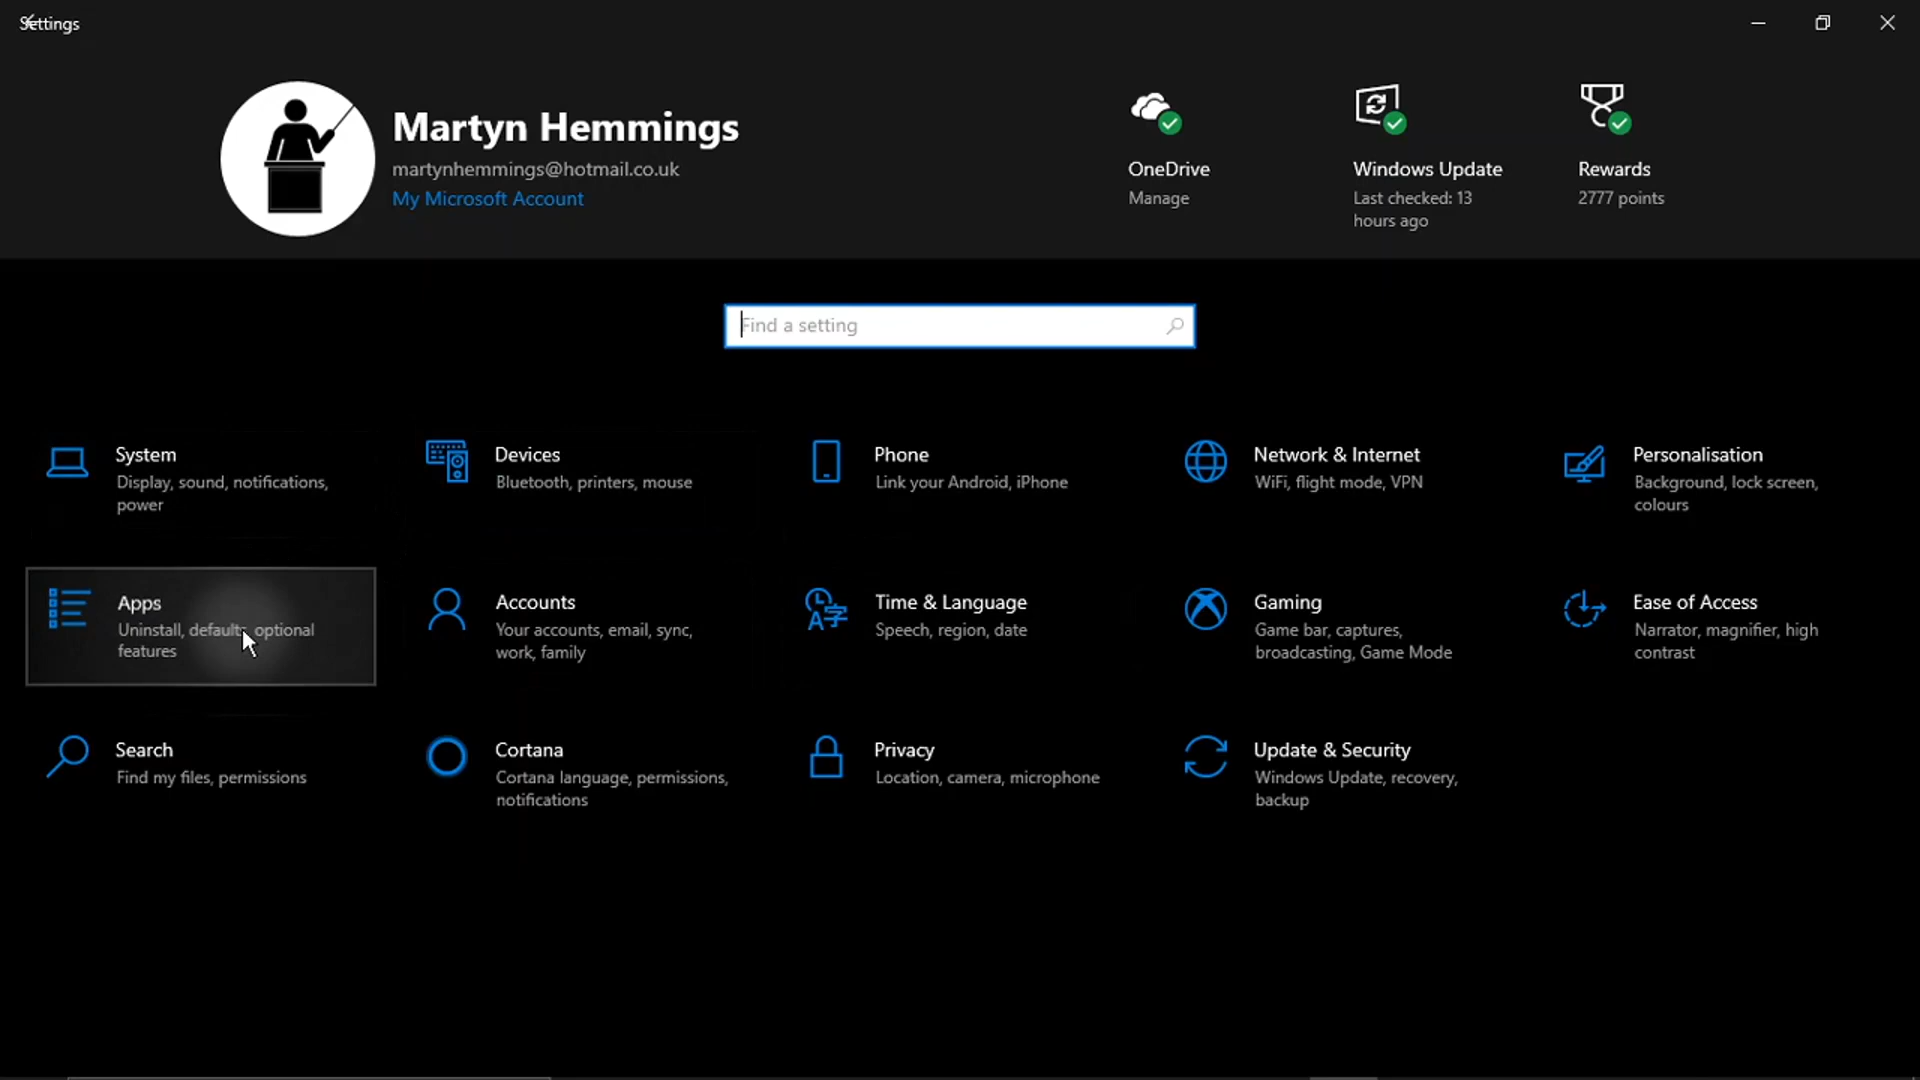 Settings
Martyn Hemmings
martynhemmings@hotmail.co.uk
My Microsoft Account
OneDrive
Manage
Windows Update
Last checked: 13
hours ago
Rewards
2777 points
Find a setting
System
Display, sound, notifications,
power
Devices
Bluetooth, printers, mouse
Phone
Link your Android, iPhone
Network & Internet
WiFi, flight mode, VPN
Personalisation
Background, lock screen,
colours
Apps
Uninstall, defaults, optional
features
Accounts
Your accounts, email, sync,
work, family
Time & Language
Speech, region, date
Gaming
Game bar, captures,
broadcasting, Game Mode
Ease of Access
Narrator, magnifier, high
contrast
Search
Find my files, permissions
Cortana
Cortana language, permissions,
notifications
Privacy
Location, camera, microphone
Update & Security
Windows Update, recovery,
backup